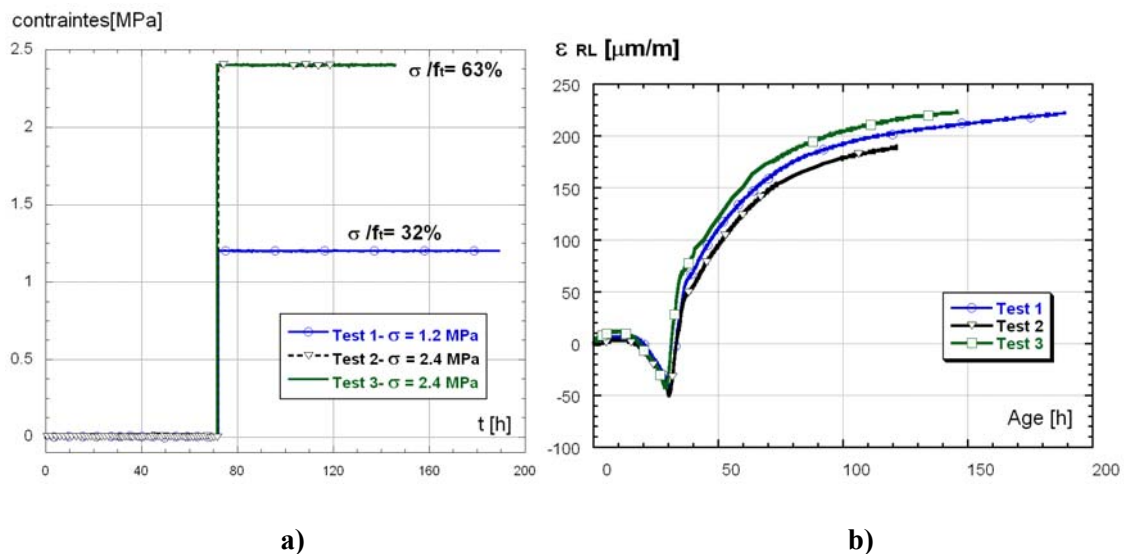 contraintes[MPa]
2.5
2
1.5
1
0.5
0
0 40 80 120 160 200
σ /ft= 63%
σ /ft= 32%
Test 1- σ = 1.2 MPa
Test 2- σ = 2.4 MPa
Test 3- σ = 2.4 MPa
t [h]
a)
ε RL [μm/m]
250
200
150
100
50
0
-50
-100
0 50 100 150 200
Test 1
Test 2
Test 3
Age [h]
b)